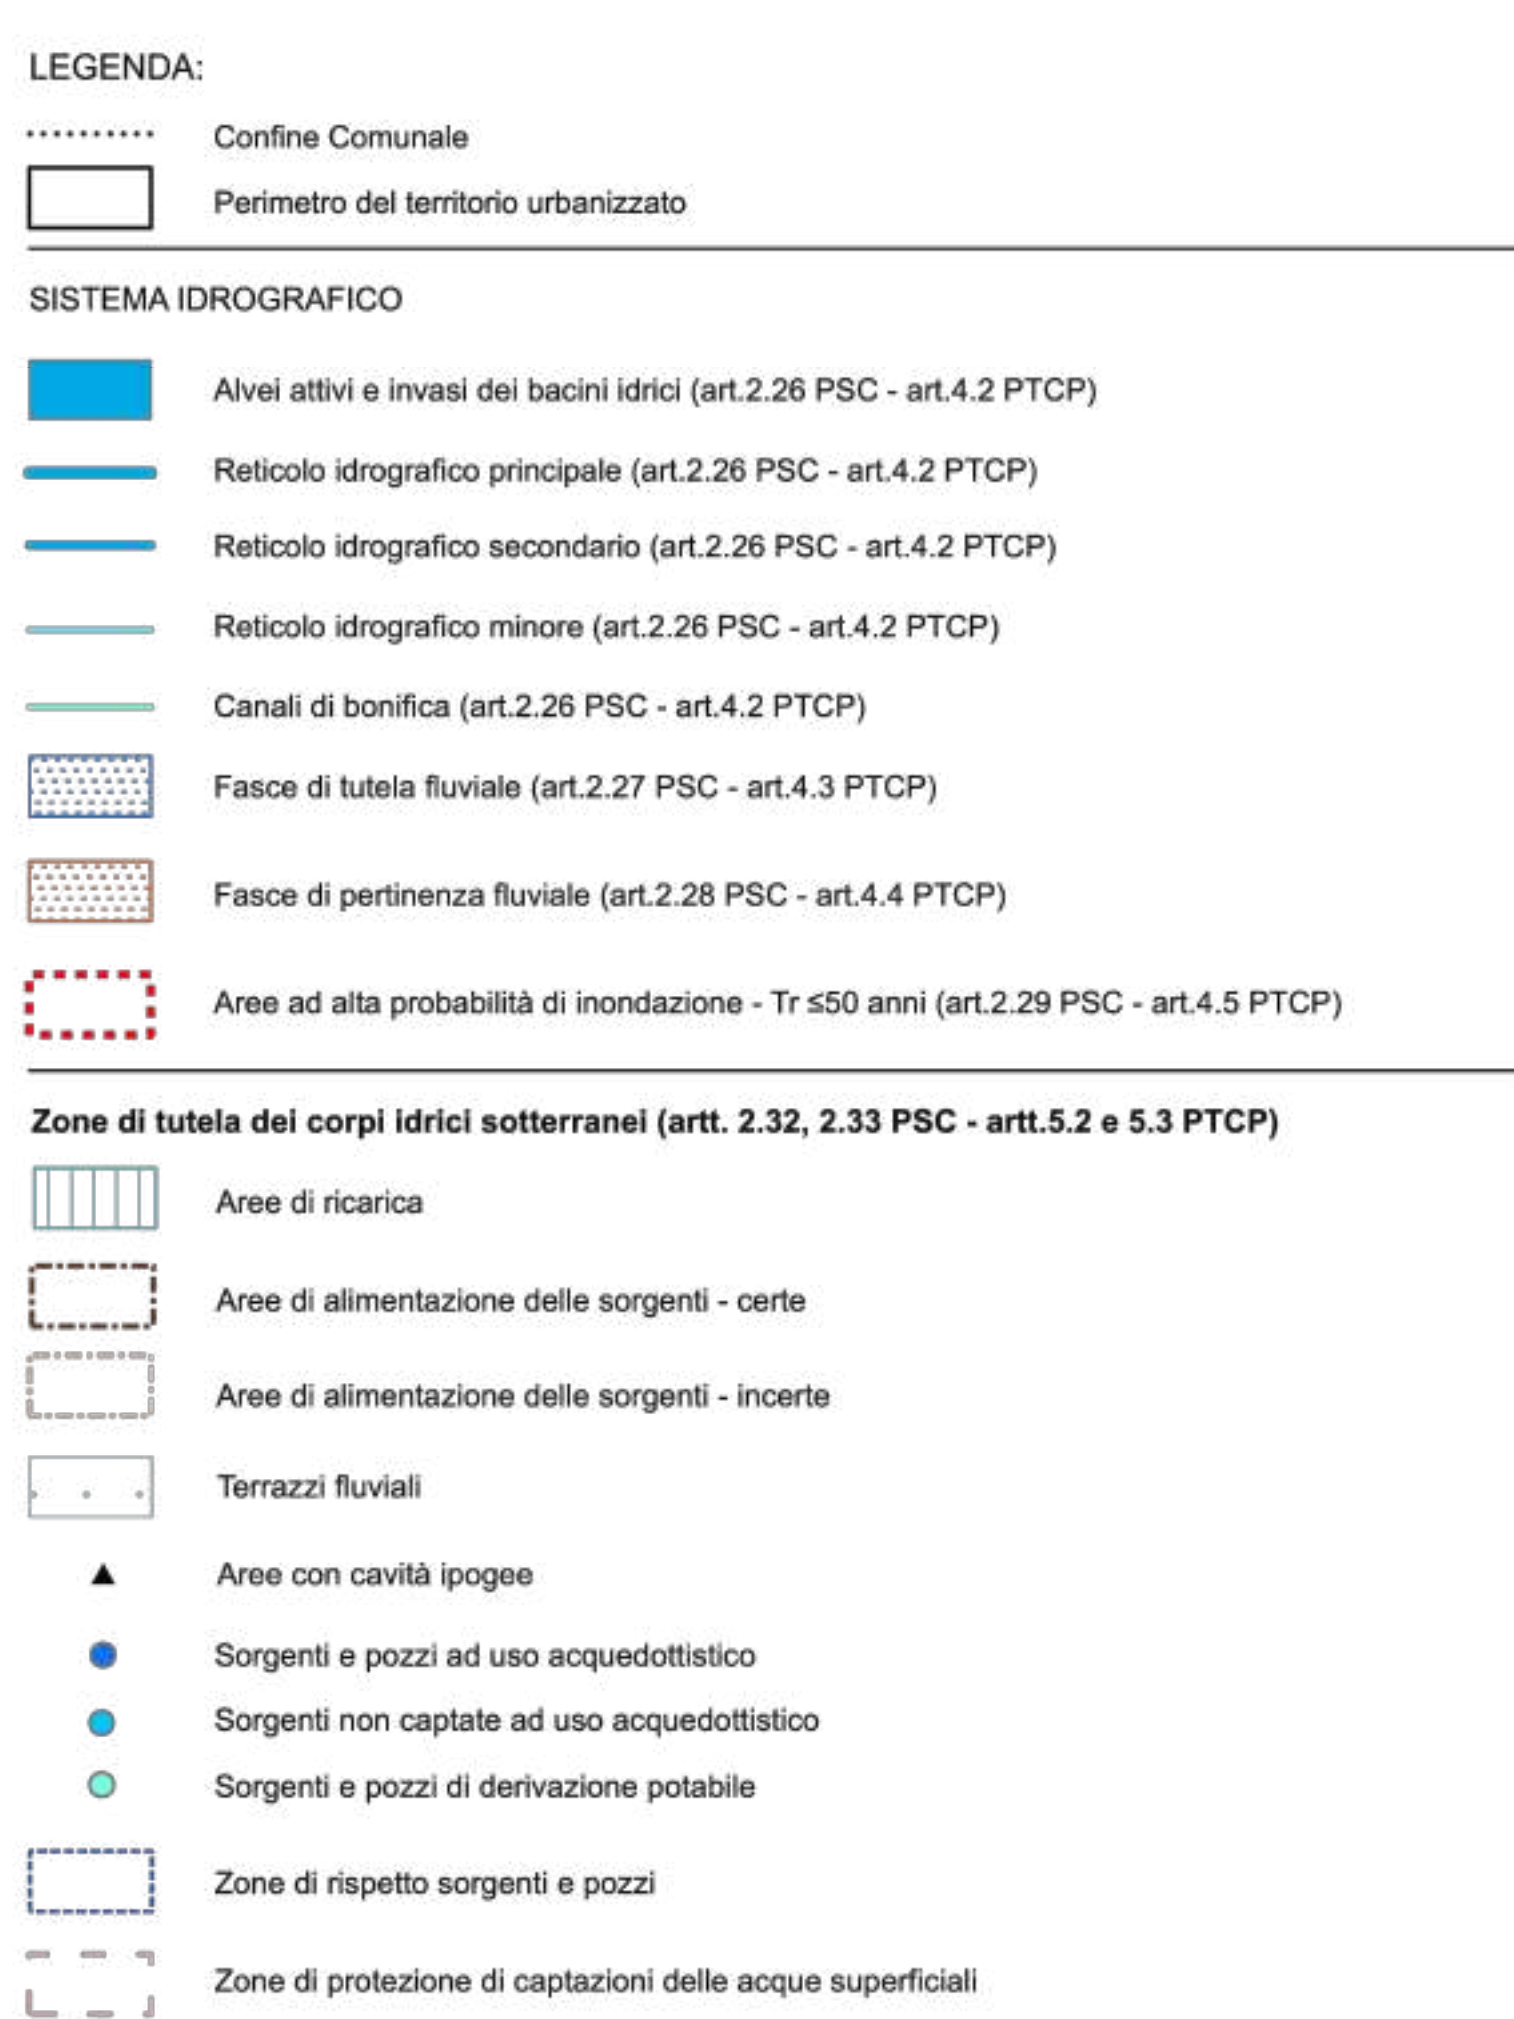 LEGENDA:
Confine Comunale
Perimetro del territorio urbanizzato
SISTEMA IDROGRAFICO
Alvei attivi e invasi dei bacini idrici (art.2.26 PSC - art.4.2 PTCP)
Reticolo idrografico principale (art.2.26 PSC - art.4.2 PTCP)
Reticolo idrografico secondario (art.2.26 PSC - art.4.2 PTCP)
Reticolo idrografico minore (art.2.26 PSC - art.4.2 PTCP)
Canali di bonifica (art.2.26 PSC - art.4.2 PTCP)
Fasce di tutela fluviale (art.2.27 PSC - art.4.3 PTCP)
Fasce di pertinenza fluviale (art.2.28 PSC - art.4.4 PTCP)
Aree ad alta probabilità di inondazione - Tr ≤50 anni (art.2.29 PSC - art.4.5 PTCP)
Zone di tutela dei corpi idrici sotterranei (artt. 2.32, 2.33 PSC - artt.5.2 e 5.3 PTCP)
Aree di ricarica
Aree di alimentazione delle sorgenti - certe
Aree di alimentazione delle sorgenti - incerte
Terrazzi fluviali
Aree con cavità ipogee
Sorgenti e pozzi ad uso acquedottistico
Sorgenti non captate ad uso acquedottistico
Sorgenti e pozzi di derivazione potabile
Zone di rispetto sorgenti e pozzi
Zone di protezione di captazioni delle acque superficiali